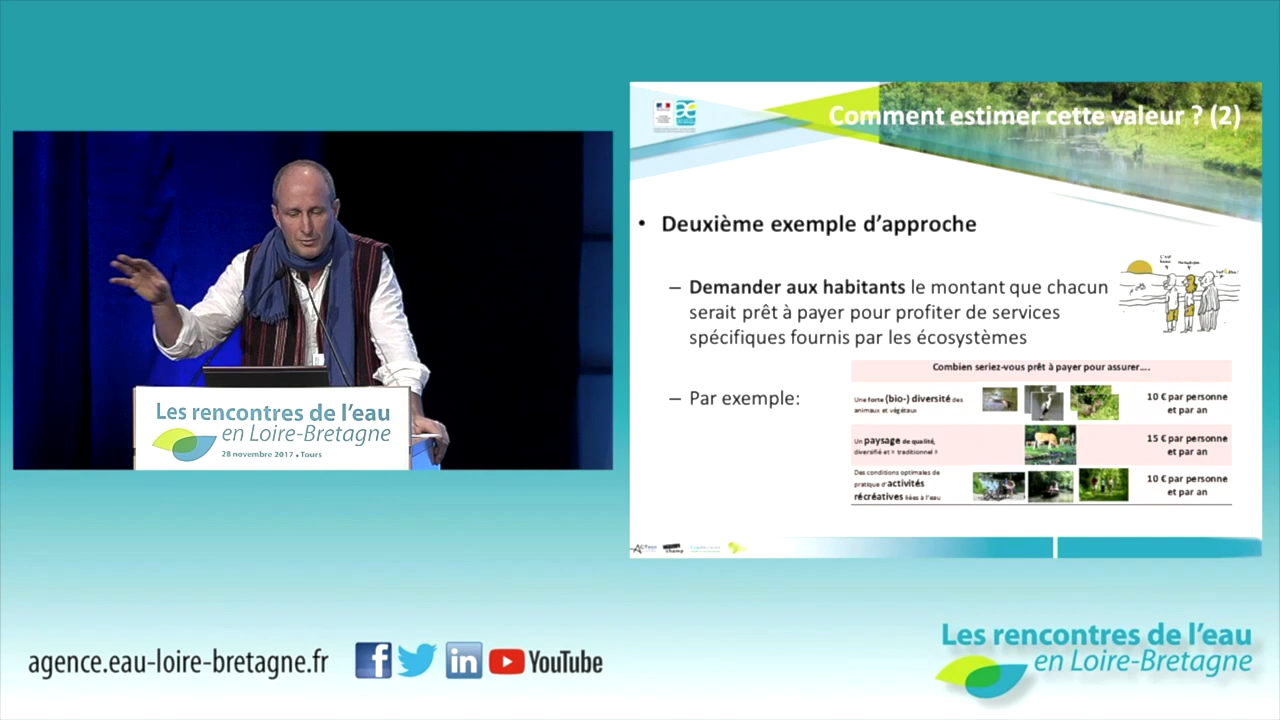 Comment estimer cette valeur ? (2)
• Deuxième exemple d'approche
– Demander aux habitants le montant que chacun
serait prêt à payer pour profiter de services
spécifiques fournis par les écosystèmes
– Par exemple:
Combien seriez-vous prêt à payer pour assurer....
Une forte (bio-) diversité des
animaux et végétaux
10 € par personne
et par an
Un paysage de qualité,
diversifié et « traditionnel »
15 € par personne
et par an
Des conditions optimales de
pratique d'activités
récréatives liées à l'eau
10 € par personne
et par an
Les rencontres de l'eau
en Loire-Bretagne
28 novembre 2017 • Tours
agence.eau-loire-bretagne.fr
YouTube
Les rencontres de l'eau
en Loire-Bretagne